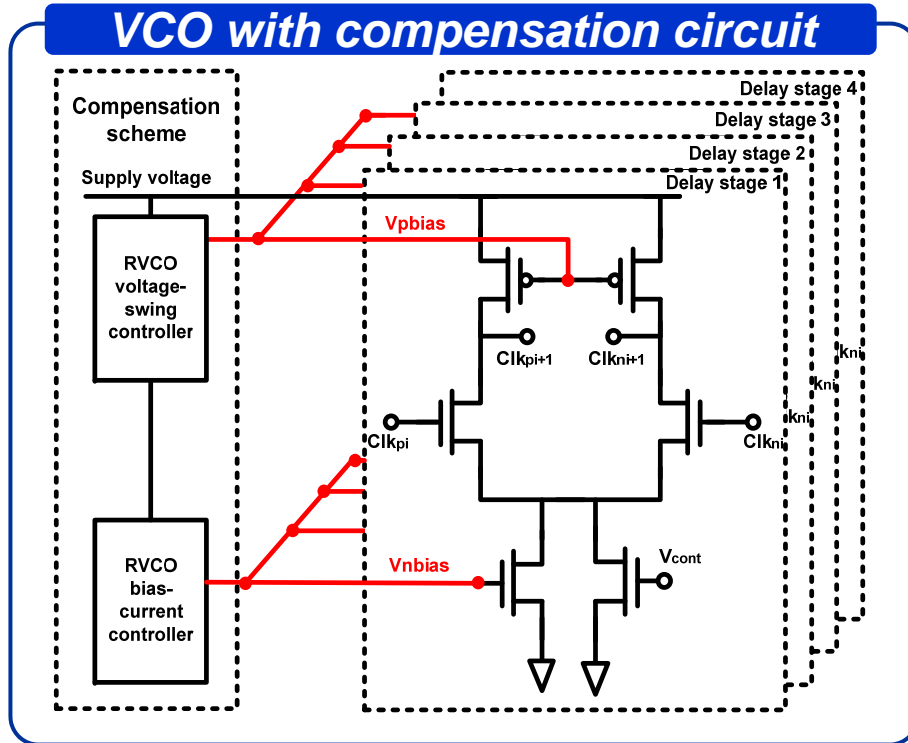 VCO with compensation circuit
Compensation
scheme
Delay stage 4
Delay stage 3
Delay stage 2
Delay stage 1
Supply voltage
Vpbias
RVCO
voltage-
swing
controller
Clkpi+1
Clkni+1
kni
kni
kni
Clkpi
Clkni
RVCO
bias-
current
controller
Vnbias
Vcont